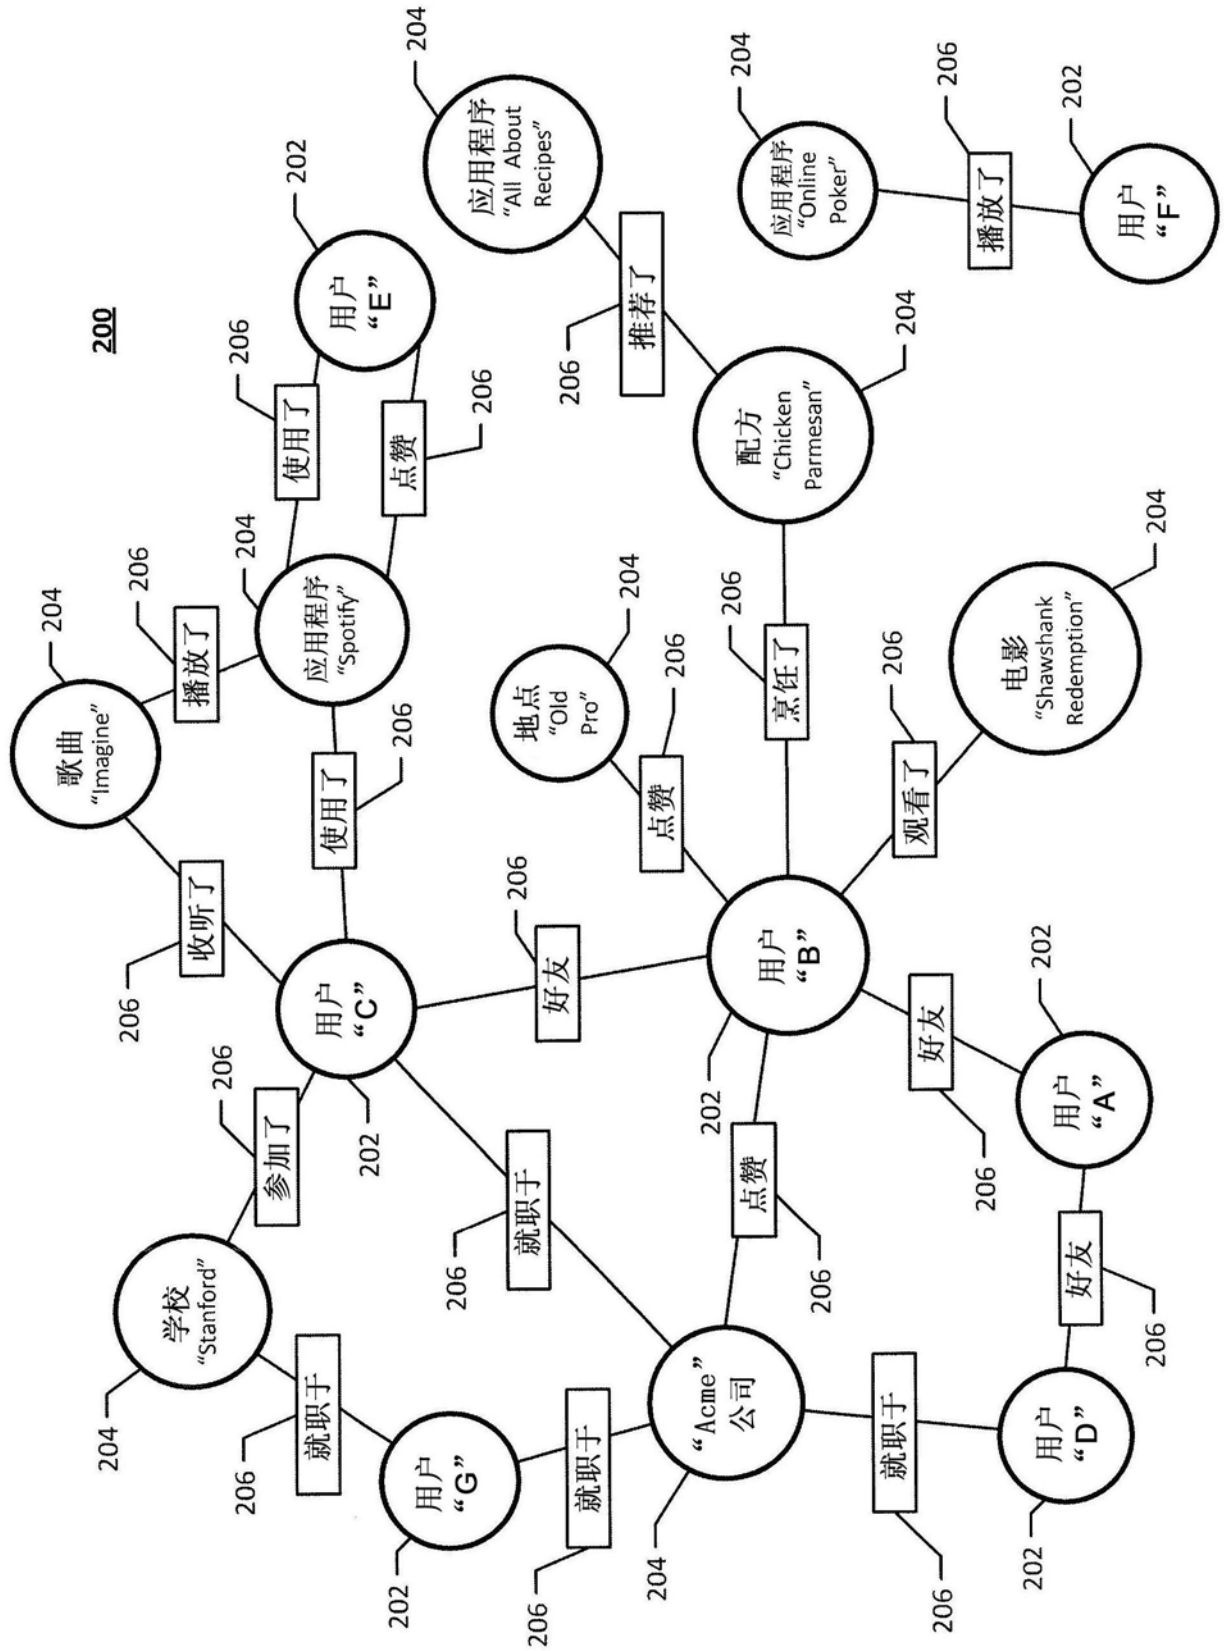 200
204
204
206
206
学校
“Stanford”
歌曲
“Imagine”
收听了
播放了
206
206
206
204
202
参加了
就职于
使用了
应用程序
“Spotify”
用户
“C”
使用了
用户
“E”
202
202
206
点赞
204
206
206
用户
“G”
206
206
就职于
就职于
好友
地点
“Old
Pro”
204
应用程序
“All About
Recipes”
206
推荐了
204
206
点赞
206
“Acme”
公司
202
点赞
206
用户
“B”
206
烹饪了
配方
“Chicken
Parmesan”
204
204
应用程序
“Online
Poker”
206
就职于
206
206
好友
206
观看了
206
播放了
202
用户
“D”
好友
用户
“A”
202
电影
“Shawshank
Redemption”
202
用户
“F”
206
204